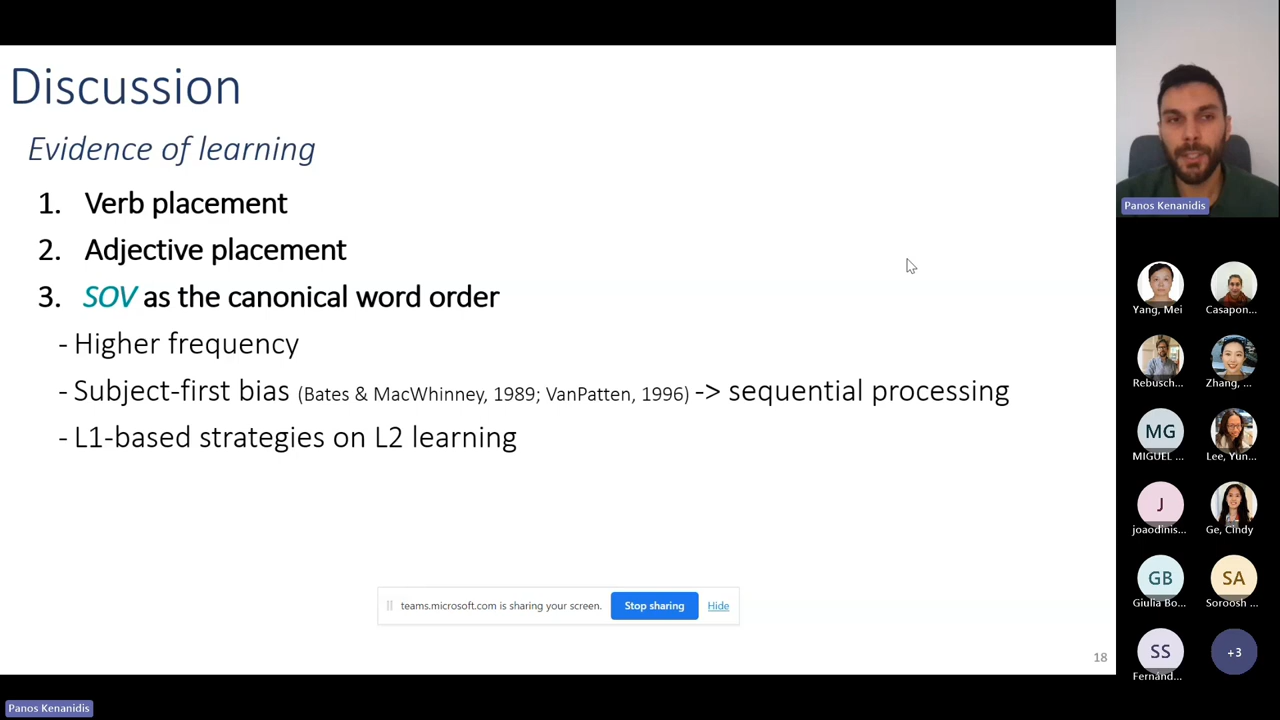 Discussion
Evidence of learning
1. Verb placement
2. Adjective placement
3. SOV as the canonical word order
- Higher frequency
- Subject-first bias (Bates & MacWhinney, 1989; VanPatten, 1996) -> sequential processing
- L1-based strategies on L2 learning
teams.microsoft.com is sharing your screen. Stop sharing Hide
18
Panos Kenanidis
Panos Kenanidis
Yang, Mei
Casapon...
Rebusch...
Zhang, ...
MG
MIGUEL ...
Lee, Yun...
J
joaodinis...
Ge, Cindy
GB
Giulia Bo...
SA
Soroosh ...
SS
Fernánd...
+3